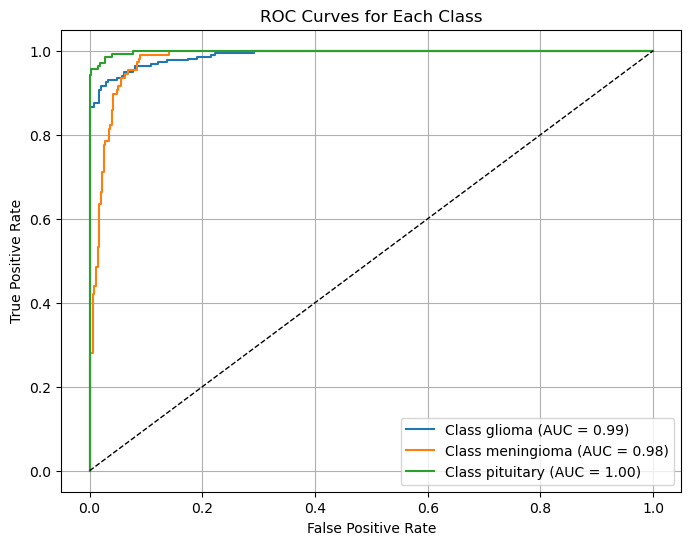 ROC Curves for Each Class
True Positive Rate
1.0
0.8
0.6
0.4
0.2
0.0
Class glioma (AUC = 0.99)
Class meningioma (AUC = 0.98)
Class pituitary (AUC = 1.00)
0.0 0.2 0.4 0.6 0.8 1.0
False Positive Rate